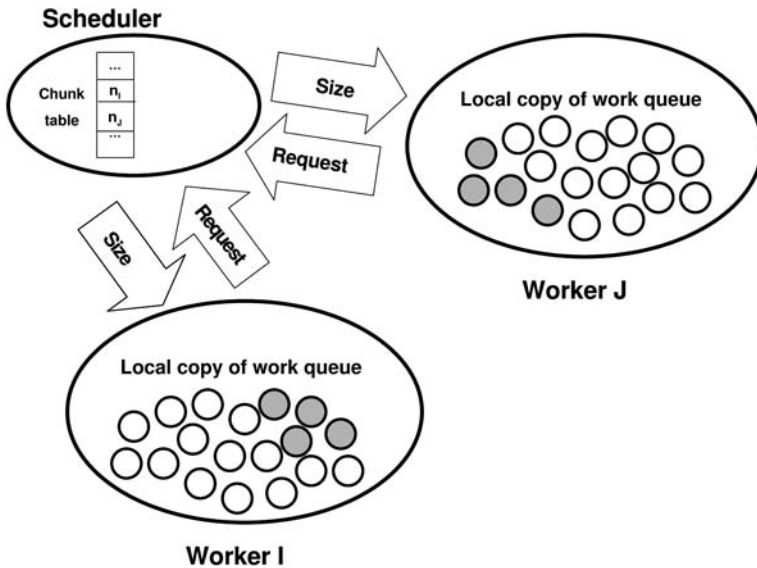 Scheduler
...
Chunk
n_I
table
n_J
...
Size
Request
Local copy of work queue
Worker J
Size
Request
Local copy of work queue
Worker I